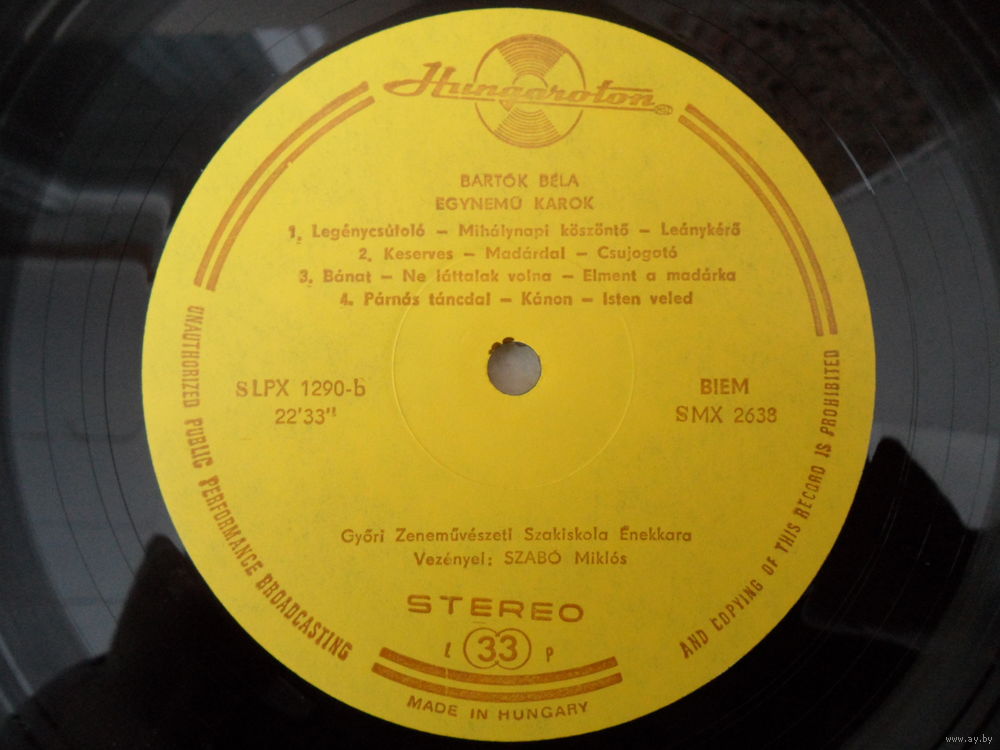 Hungaroton
BARTÓK BÉLA
EGYNEMŰ KAROK
1. Legénycsúfoló – Mihálynapi köszöntő – Leánykérő
2. Keserves – Madárdal – Csujogató
3. Bánat – Ne láttalak volna – Elment a madárka
4. Párnás táncdal – Kánon – Isten veled
SLPX 1290-b
22'33"
BIEM
SMX 2638
Győri Zeneművészeti Szakiskola Énekkara
Vezényel: SZABÓ Miklós
STEREO
L 33 P
MADE IN HUNGARY
UNAUTHORIZED PUBLIC PERFORMANCE BROADCASTING
AND COPYING OF THIS RECORD IS PROHIBITED
www.ay.by